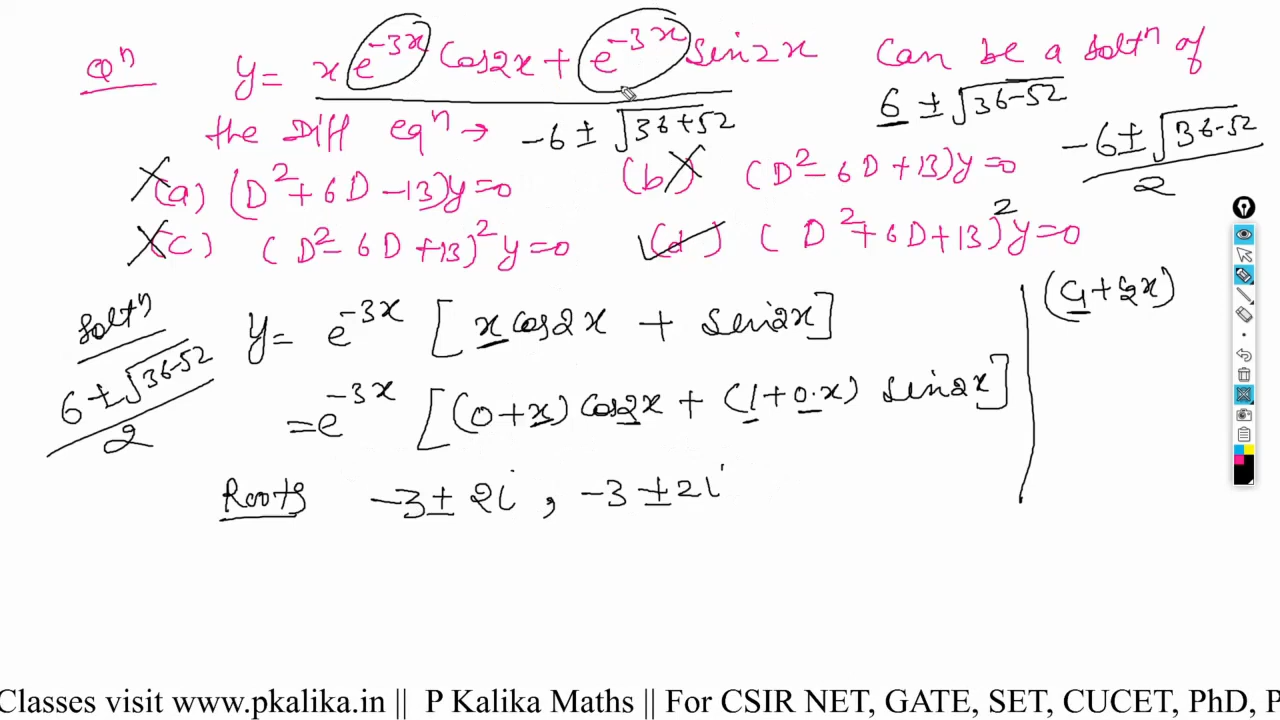 Qⁿ y = x e⁻³ˣ Cos2x + e⁻³ˣ Sin2x Can be a soltⁿ of
the Diff eqⁿ → -6 ± √36+52 6 ± √36-52
-6 ± √36-52 / 2
(a) (D² + 6D - 13)y = 0 (b) (D² - 6D + 13)y = 0
(c) (D² - 6D + 13)² y = 0 (d) (D² + 6D + 13)² y = 0
Soltⁿ y = e⁻³ˣ [x Cos2x + Sin2x] (C₁ + C₂x)
6 ± √36-52 / 2
= e⁻³ˣ [(0 + x) Cos2x + (1 + 0.x) Sin2x]
Roots -3 ± 2i , -3 ± 2i
Classes visit www.pkalika.in || P Kalika Maths || For CSIR NET, GATE, SET, CUCET, PhD, P